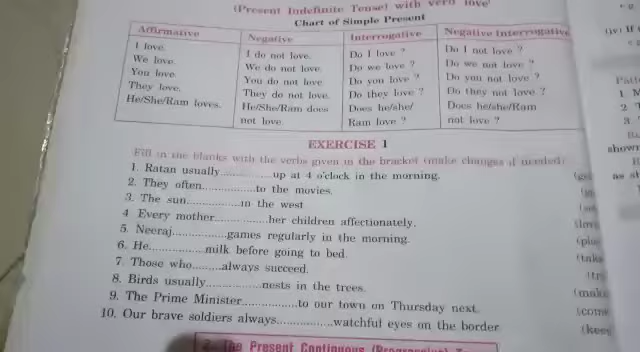 (Present Indefinite Tense) with verb 'love'
Chart of Simple Present
Affirmative Negative Interrogative Negative Interrogative
I love. I do not love. Do I love ? Do I not love ?
We love. We do not love. Do we love ? Do we not love ?
You love. You do not love. Do you love ? Do you not love ?
They love. They do not love. Do they love ? Do they not love ?
He/She/Ram loves. He/She/Ram does Does he/she/ Does he/she/Ram
not love. Ram love ? not love ?
EXERCISE 1
Fill in the blanks with the verbs given in the bracket (make changes if needed)
1. Ratan usually...............up at 4 o'clock in the morning.
2. They often................to the movies.
3. The sun................in the west
4 Every mother...............her children affectionately. (love
5. Neeraj................games regularly in the morning. (play
6. He................milk before going to bed. (take
7. Those who.........always succeed. (try
8. Birds usually................nests in the trees. (make
9. The Prime Minister................to our town on Thursday next. (come
10. Our brave soldiers always................watchful eyes on the border (keep
The Present Continuous (Progressive)